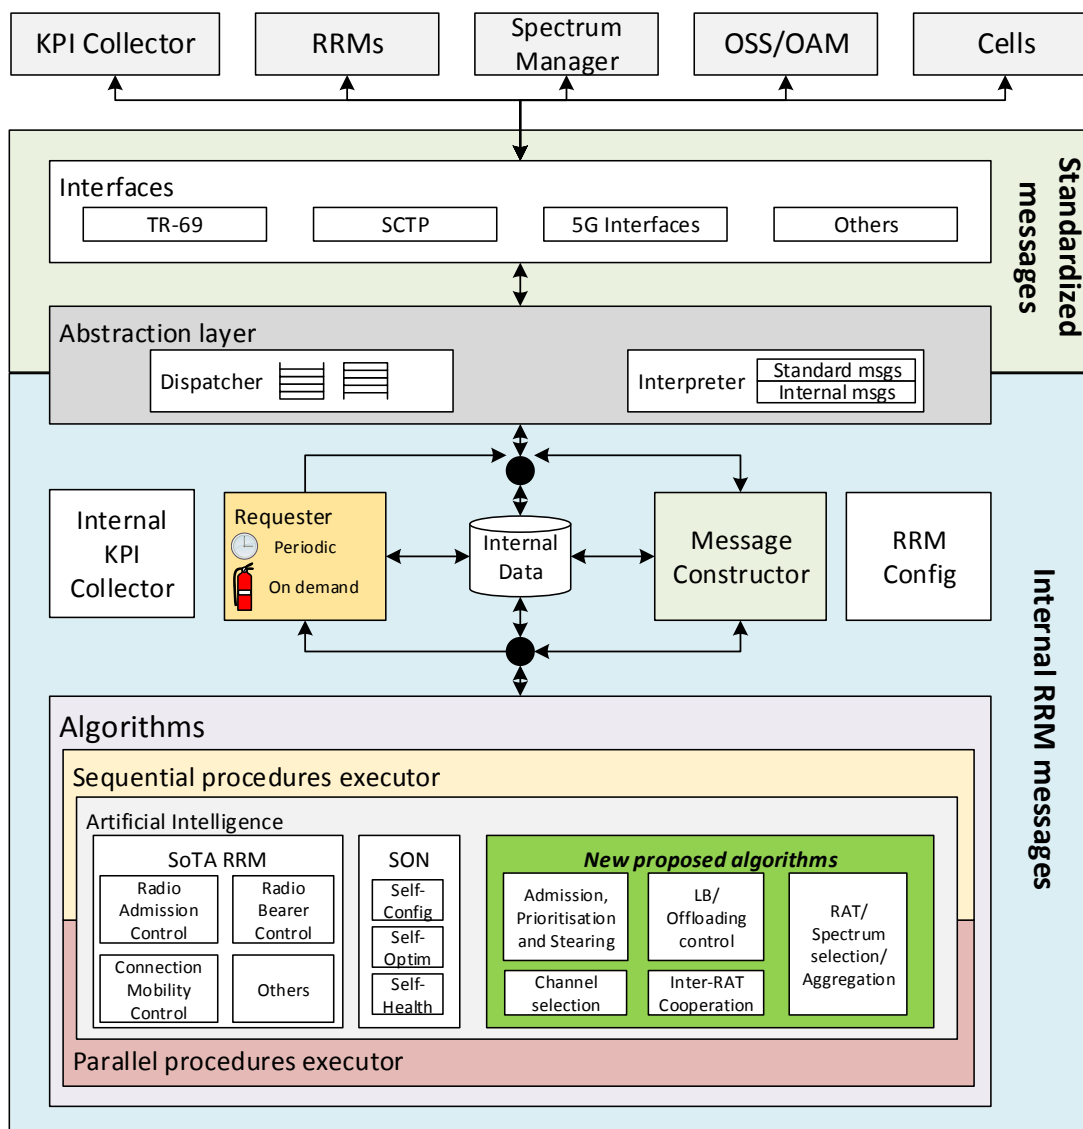 KPI Collector
RRMs
Spectrum
Manager
OSS/OAM
Cells
Standardized
messages
Interfaces
TR-69
SCTP
5G Interfaces
Others
Abstraction layer
Dispatcher
Interpreter
Standard msgs
Internal msgs
Internal
KPI
Collector
Requester
Periodic
On demand
Internal
Data
Message
Constructor
RRM
Config
Internal RRM messages
Algorithms
Sequential procedures executor
Artificial Intelligence
SoTA RRM
Radio
Admission
Control
Radio
Bearer
Control
Connection
Mobility
Control
Others
SON
Self-
Config
Self-
Optim
Self-
Health
New proposed algorithms
Admission,
Prioritisation
and Stearing
LB/
Offloading
control
RAT/
Spectrum
selection/
Aggregation
Channel
selection
Inter-RAT
Cooperation
Parallel procedures executor